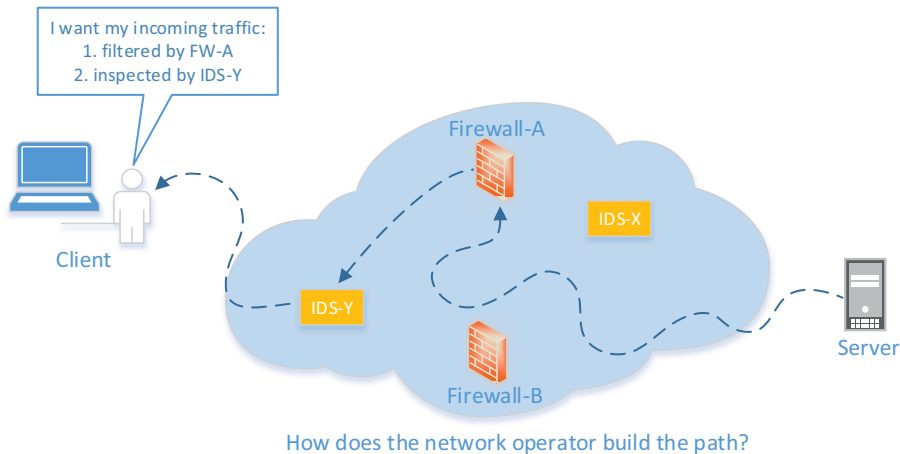 I want my incoming traffic:
1. filtered by FW-A
2. inspected by IDS-Y
Firewall-A
IDS-X
Client
IDS-Y
Server
Firewall-B
How does the network operator build the path?